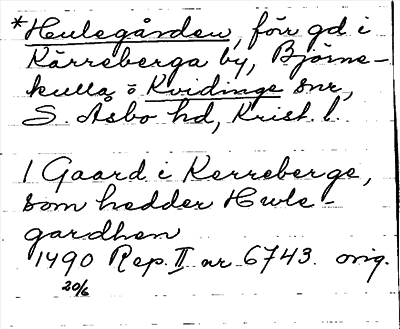 *Hulegården, förr gd i
Kärreberga by, Björne-
kulla o Kvidinge snr,
S. Åsbo hd, Krist. l.
1 Gaard i Kerreberge,
som hedder Hwle-
gardhen
1490 Rep. II nr 6743. orig.
20/6